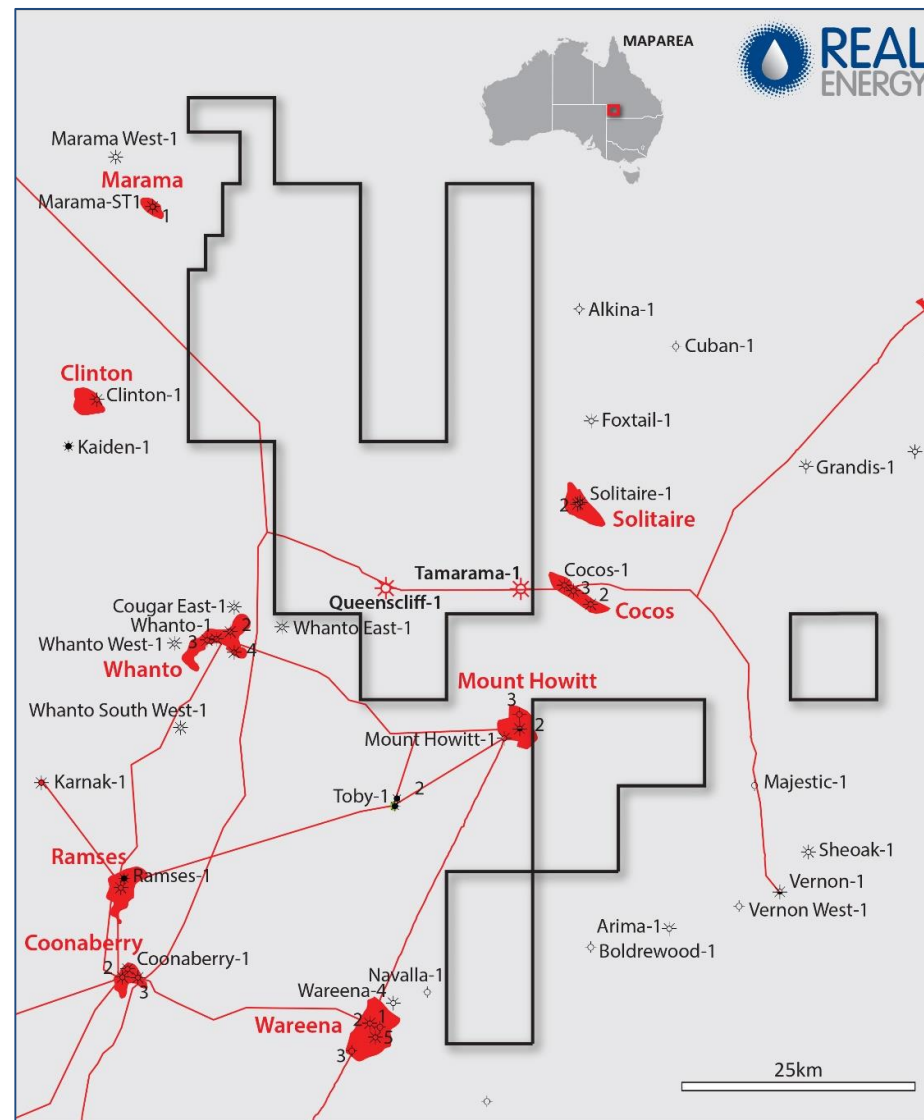 MAPAREA
REAL
ENERGY
Marama West-1
Marama
Marama-ST1
1
Alkina-1
Cuban-1
Clinton
Clinton-1
Foxtail-1
Kaiden-1
Grandis-1
Solitaire-1
2
Solitaire
Tamarama-1
Cocos-1
3
2
Queenscliff-1
Cocos
Cougar East-1
Whanto-1
2
Whanto East-1
Whanto West-1
3
4
Whanto
Mount Howitt
3
2
Whanto South West-1
Mount Howitt-1
Karnak-1
Toby-1
2
Majestic-1
Ramses
Ramses-1
Sheoak-1
Vernon-1
Vernon West-1
Arima-1
Boldrewood-1
Coonaberry
Coonaberry-1
2
3
Navalla-1
Wareena-4
2
1
Wareena
5
3
25km